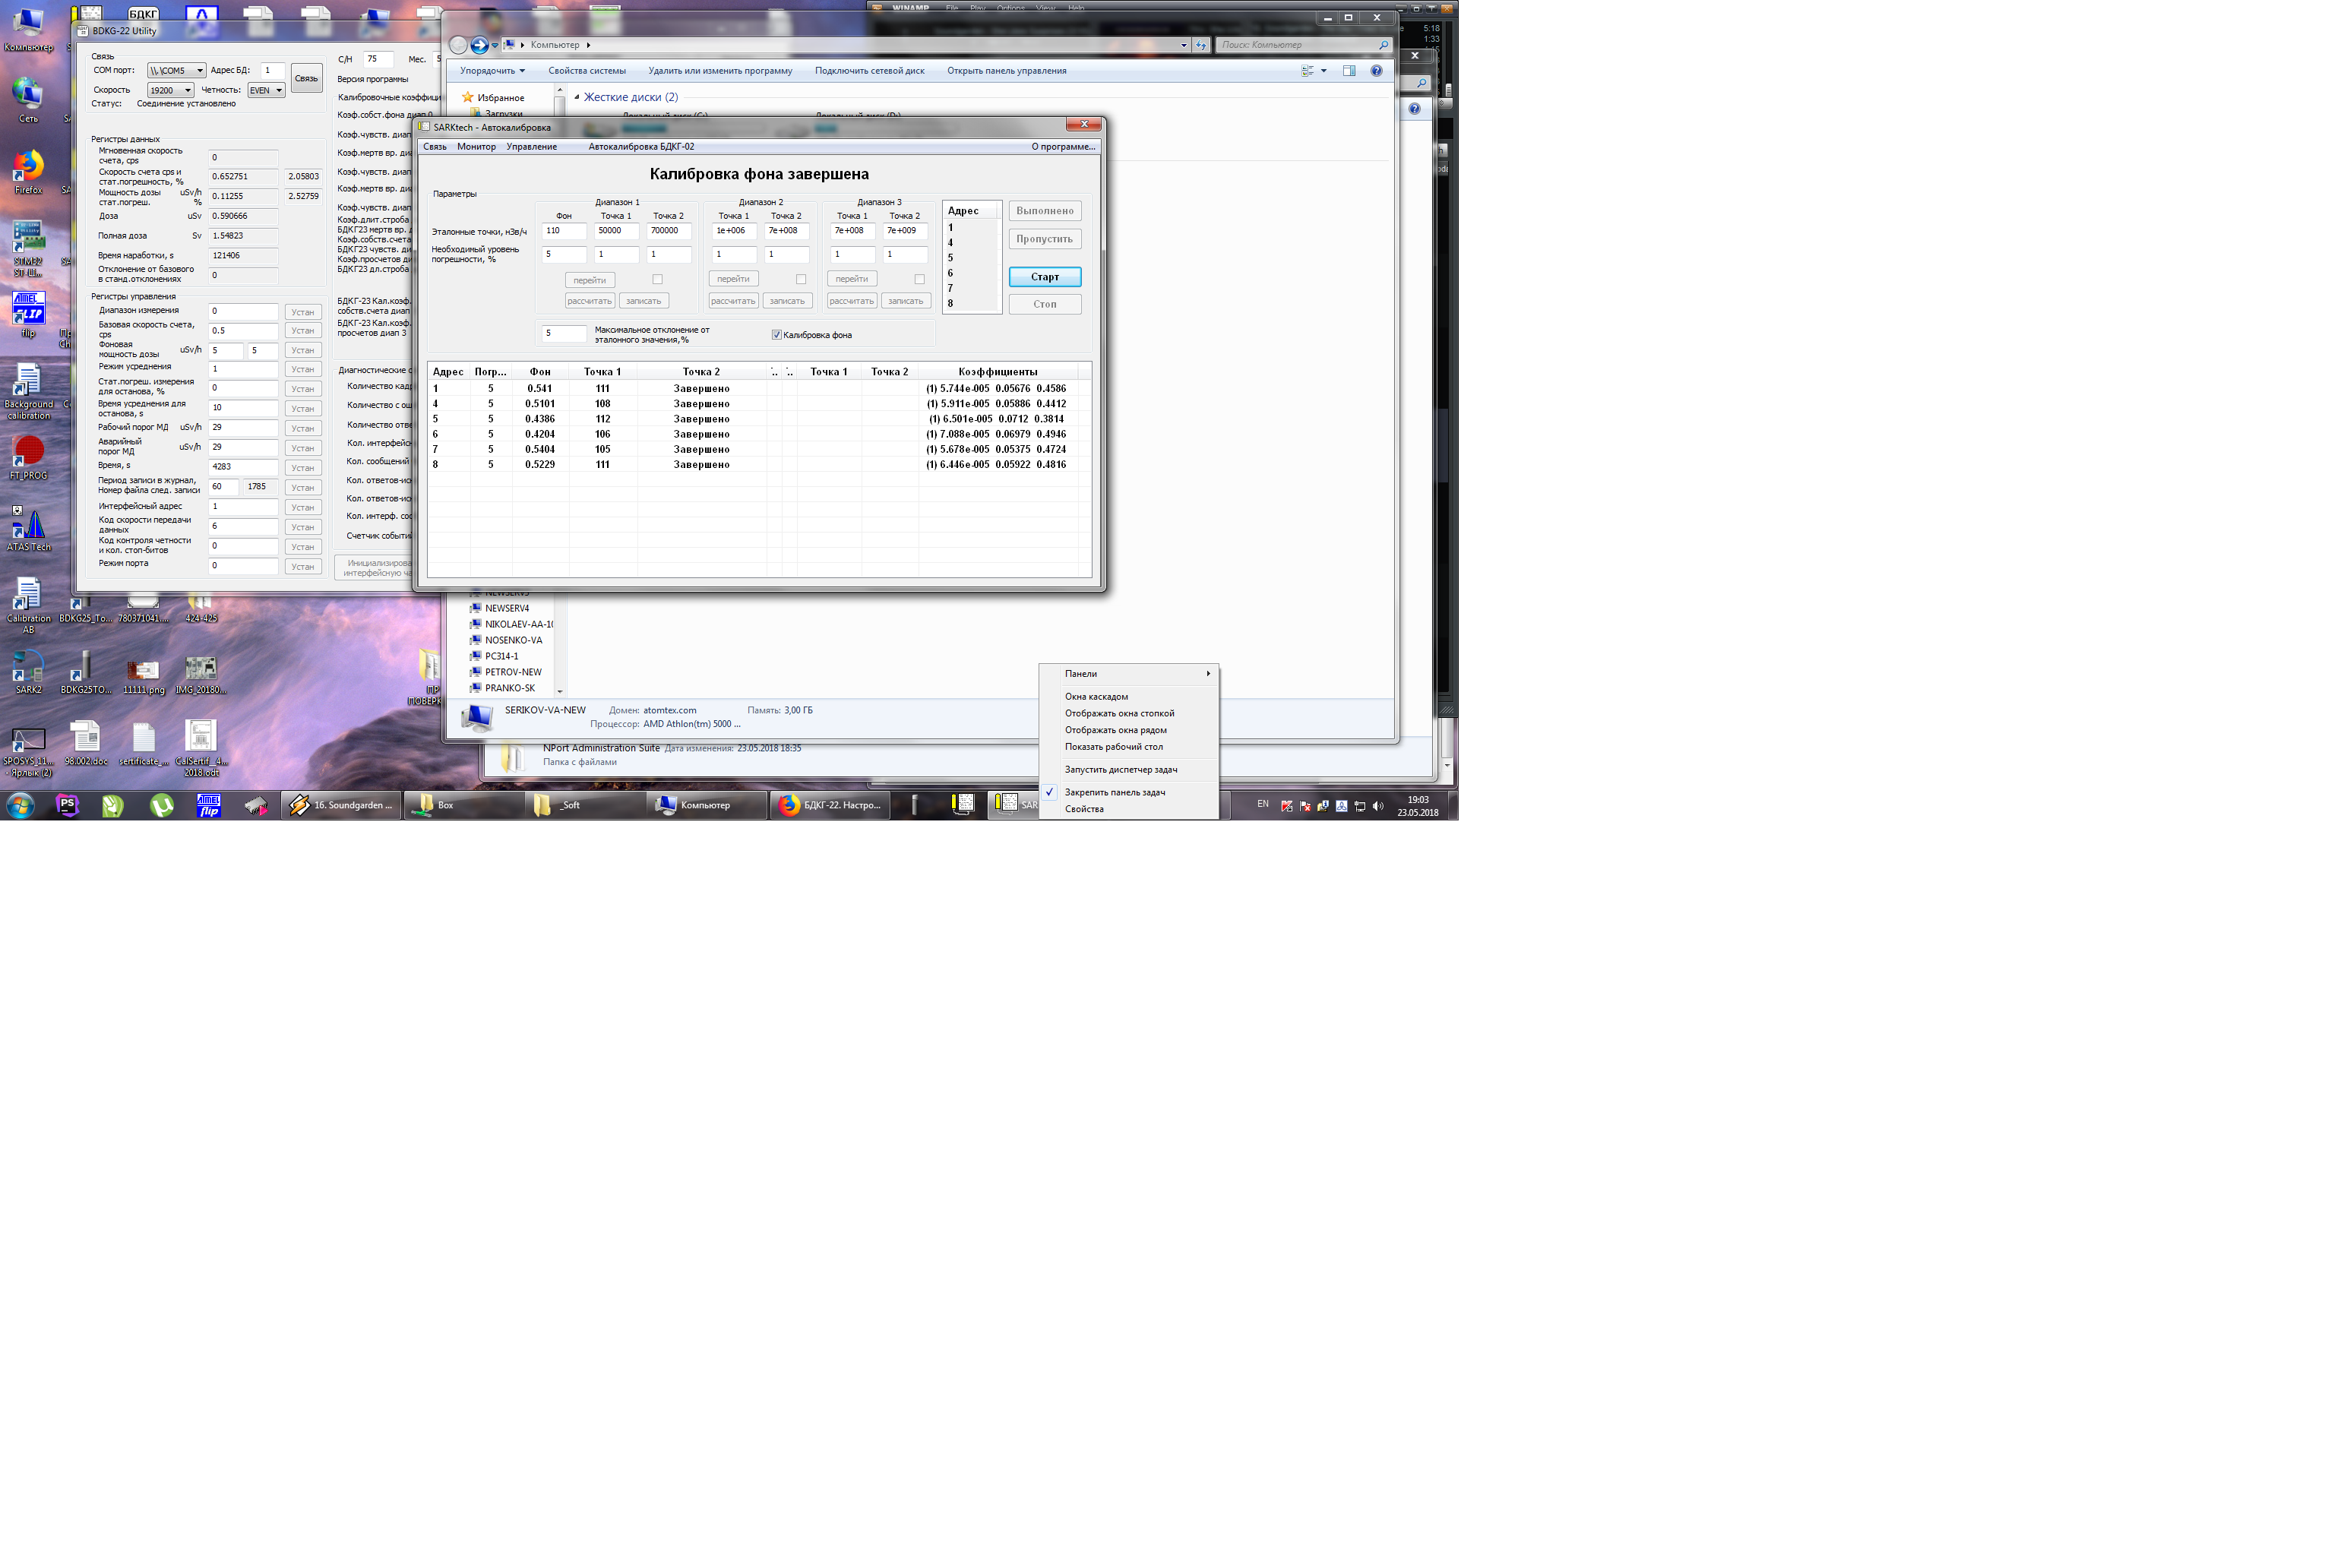 BDKG-22 Utility
Связь
COM порт: \\.\COM5 Адрес БД: 1 Связь
Скорость 19200 Четность: EVEN
Статус: Соединение установлено
Регистры данных
Мгновенная скорость счета, cps 0
Скорость счета cps и стат.погрешность, % 0.652751 2.05803
Мощность дозы uSv/h стат.погреш. % 0.11255 2.52759
Доза uSv 0.590666
Полная доза Sv 1.54823
Время наработки, s 121406
Отклонение от базового в станд.отклонениях 0
Регистры управления
Диапазон измерения 0 Устан
Базовая скорость счета, cps 0.5 Устан
Фоновая мощность дозы uSv/h 5 5 Устан
Режим усреднения 1 Устан
Стат.погреш. измерения для останова, % 0 Устан
Время усреднения для останова, s 10 Устан
Рабочий порог МД uSv/h 29 Устан
Аварийный порог МД uSv/h 29 Устан
Время, s 4283 Устан
Период записи в журнал, Номер файла след. записи 60 1785 Устан
Интерфейсный адрес 1 Устан
Код скорости передачи данных 6 Устан
Код контроля четности и кол. стоп-битов 0 Устан
Режим порта 0 Устан
С/Н 75 Мес. 5
Версия программы
Калибровочные коэффици
Коэф.собст.фона диап 0
Коэф.чувств. диап
Коэф.мертв вр. диа
Коэф.чувств. диап
Коэф.мертв вр. диа
Коэф.чувств. диап
Коэф.длит.строба
БДКГ23 мертв вр. д
Коэф.собств.счета
БДКГ23 чувств. ди
Коэф.просчетов ди
БДКГ23 дл.строба
БДКГ-23 Кал.коэф.
собств.счета диап
БДКГ-23 Кал.коэф.
просчетов диап 3
Диагностические с
Количество кад
Количество с ош
Количество отве
Кол. интерфейс
Кол. сообщений
Кол. ответов-ис
Кол. ответов-ис
Кол. интерф. соо
Счетчик событи
Инициализирова
интерфейсную ча
Компьютер
Поиск: Компьютер
Упорядочить Свойства системы Удалить или изменить программу Подключить сетевой диск Открыть панель управления
Избранное
Загрузки
Жесткие диски (2)
SARKtech - Автокалибровка
Связь Монитор Управление Автокалибровка БДКГ-02 О программе...
Калибровка фона завершена
Параметры
Диапазон 1 Диапазон 2 Диапазон 3
Фон Точка 1 Точка 2 Точка 1 Точка 2 Точка 1 Точка 2
Эталонные точки, нЗв/ч 110 50000 700000 1e+006 7e+008 7e+008 7e+009
Необходимый уровень погрешности, % 5 1 1 1 1 1 1
перейти перейти перейти
рассчитать записать рассчитать записать рассчитать записать
5 Максимальное отклонение от эталонного значения,% Калибровка фона
Адрес
1
4
5
6
7
8
Выполнено
Пропустить
Старт
Стоп
Адрес Погр... Фон Точка 1 Точка 2 Точка 1 Точка 2 Коэффициенты
1 5 0.541 111 Завершено (1) 5.744e-005 0.05676 0.4586
4 5 0.5101 108 Завершено (1) 5.911e-005 0.05886 0.4412
5 5 0.4386 112 Завершено (1) 6.501e-005 0.0712 0.3814
6 5 0.4204 106 Завершено (1) 7.088e-005 0.06979 0.4946
7 5 0.5404 105 Завершено (1) 5.678e-005 0.05375 0.4724
8 5 0.5229 111 Завершено (1) 6.446e-005 0.05922 0.4816
NEWSERV4
NIKOLAEV-AA-10
NOSENKO-VA
PC314-1
PETROV-NEW
PRANKO-SK
SERIKOV-VA-NEW Домен: atomtex.com Память: 3,00 ГБ
Процессор: AMD Athlon(tm) 5000 ...
NPort Administration Suite Дата изменения: 23.05.2018 18:35
Папка с файлами
Панели
Окна каскадом
Отображать окна стопкой
Отображать окна рядом
Показать рабочий стол
Запустить диспетчер задач
Закрепить панель задач
Свойства
WINAMP File Play Options View Help
5:18
1:33
Компьютер
Сеть
Firefox
STM32 ST-LI...
flip
Background calibration
FT_PROG
ATAS Tech
Calibration AB
BDKG25_To...
780371041....
424-425
SARK2
BDKG25TO...
11111.png
IMG_20180...
SPOSYS_11... - Ярлык (2)
98.002.doc
sertificate_...
CalSertif__4... 2018.odt
16. Soundgarden ...
Box
_Soft
Компьютер
БДКГ-22. Настро...
SAR
EN
19:03
23.05.2018